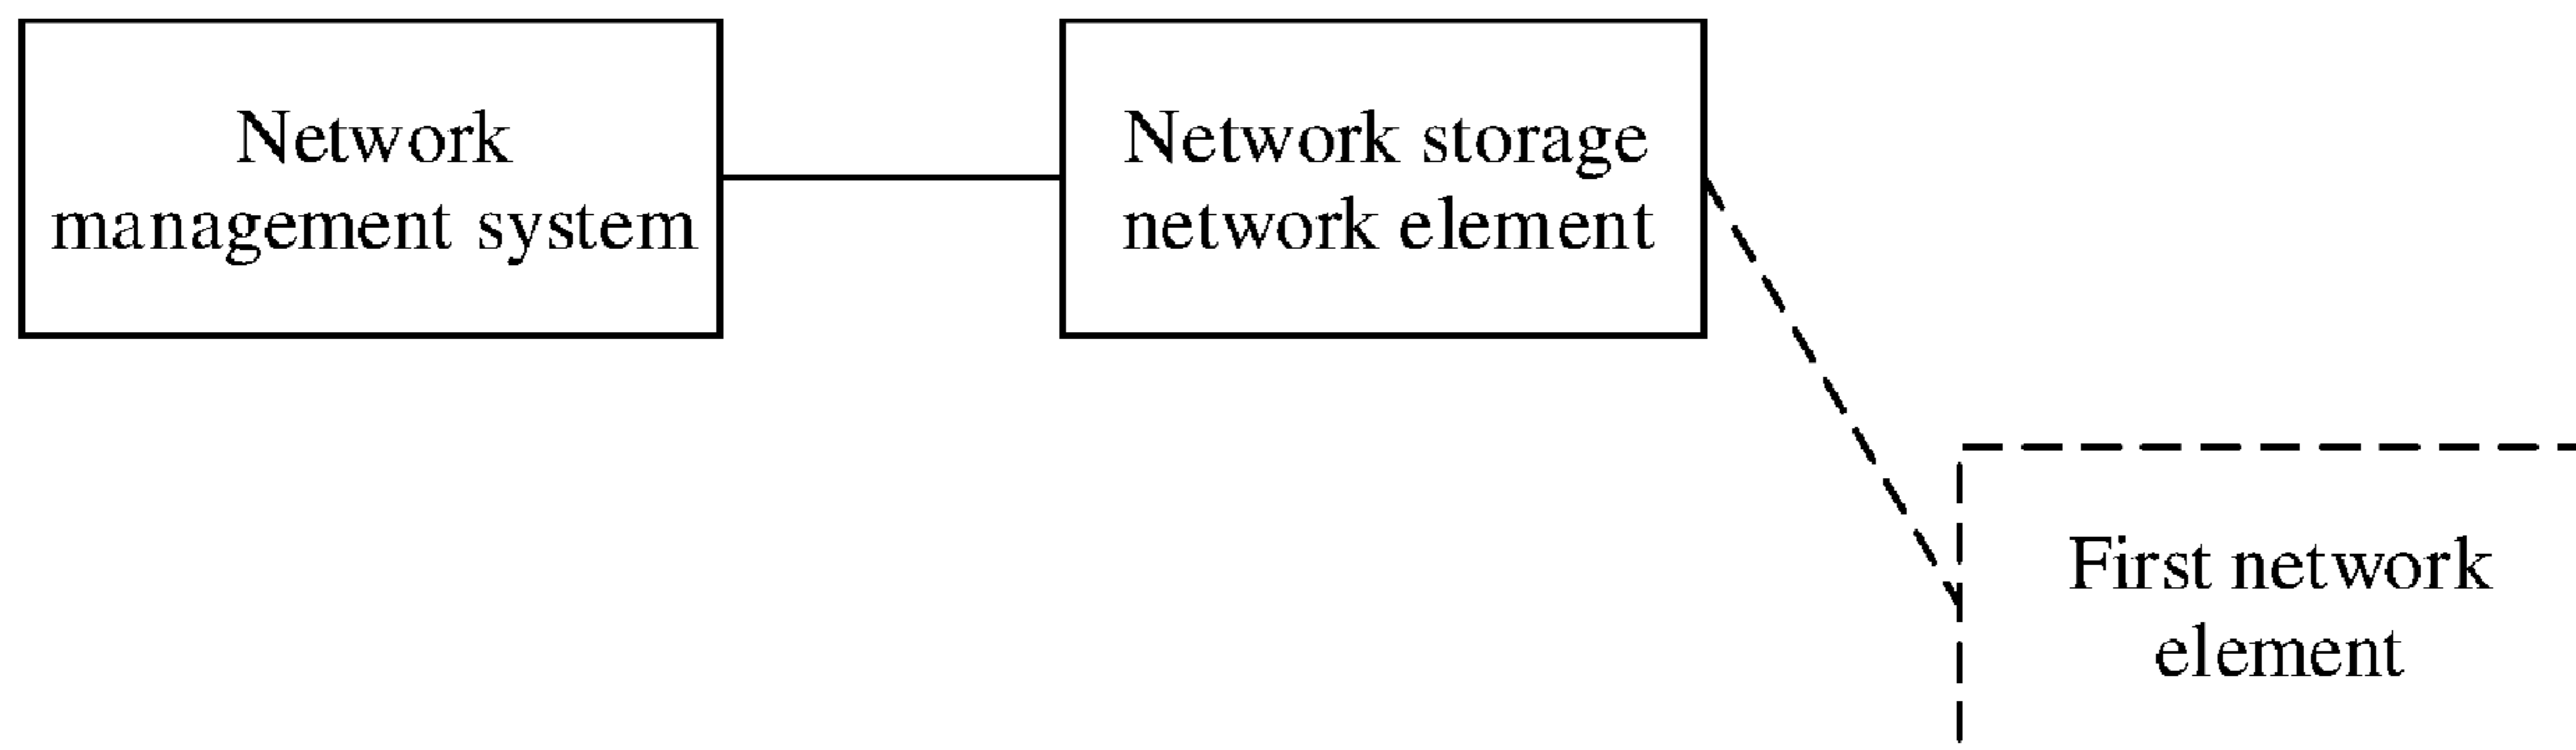 Network
management system
Network storage
network element
First network
element